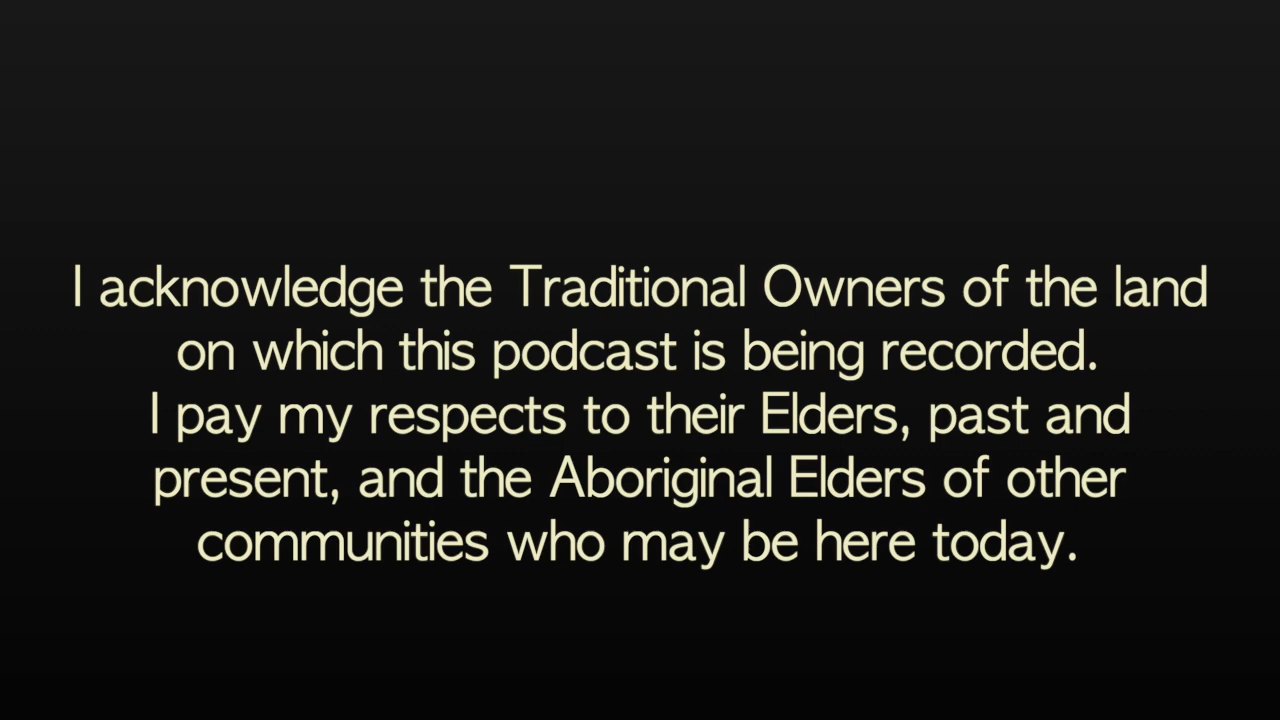 I acknowledge the Traditional Owners of the land
on which this podcast is being recorded.
I pay my respects to their Elders, past and
present, and the Aboriginal Elders of other
communities who may be here today.